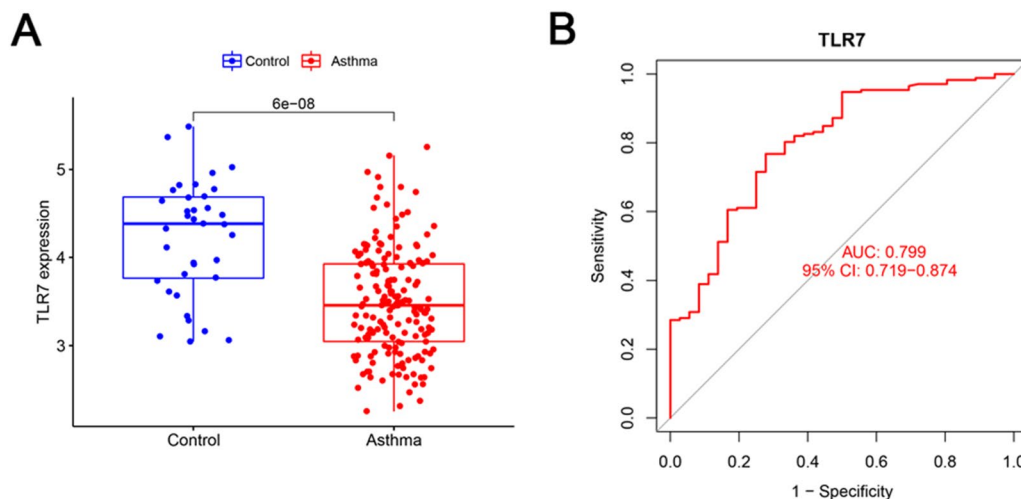 A
Control
Asthma
6e-08
TLR7 expression
5
4
3
Control
Asthma
B
TLR7
Sensitivity
1.0
0.8
0.6
0.4
0.2
0.0
AUC: 0.799
95% CI: 0.719-0.874
0.0
0.2
0.4
0.6
0.8
1.0
1 - Specificity